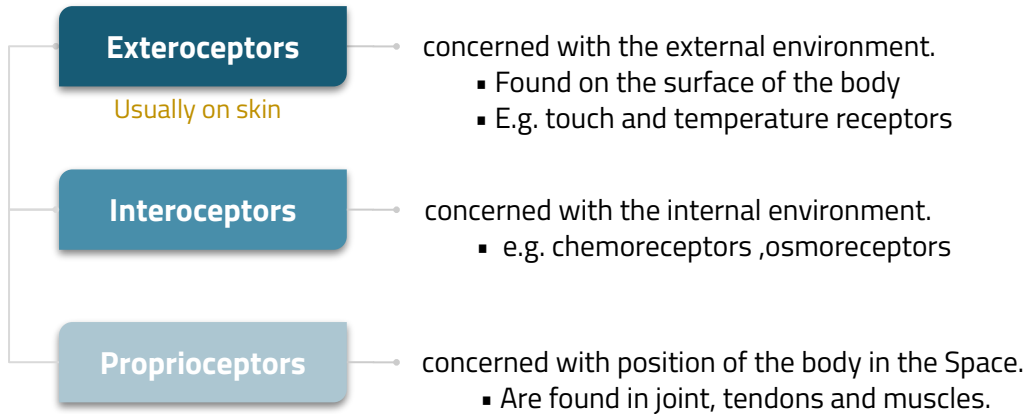 Exteroceptors
concerned with the external environment.
▪ Found on the surface of the body
▪ E.g. touch and temperature receptors
Usually on skin
Interoceptors
concerned with the internal environment.
▪ e.g. chemoreceptors ,osmoreceptors
Proprioceptors
concerned with position of the body in the Space.
▪ Are found in joint, tendons and muscles.